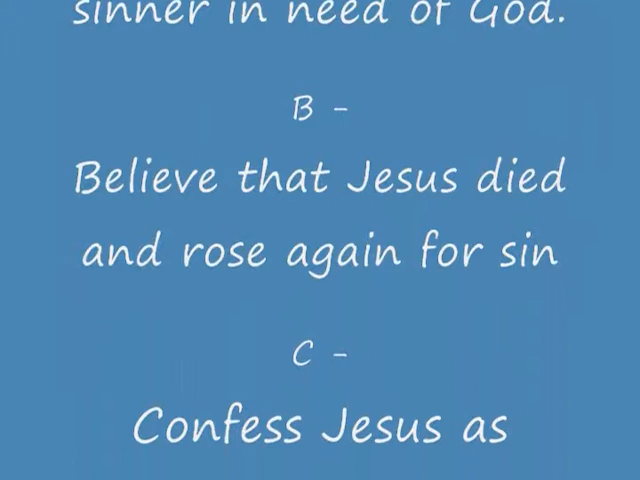 sinner in need of God.
B -
Believe that Jesus died
and rose again for sin
C -
Confess Jesus as